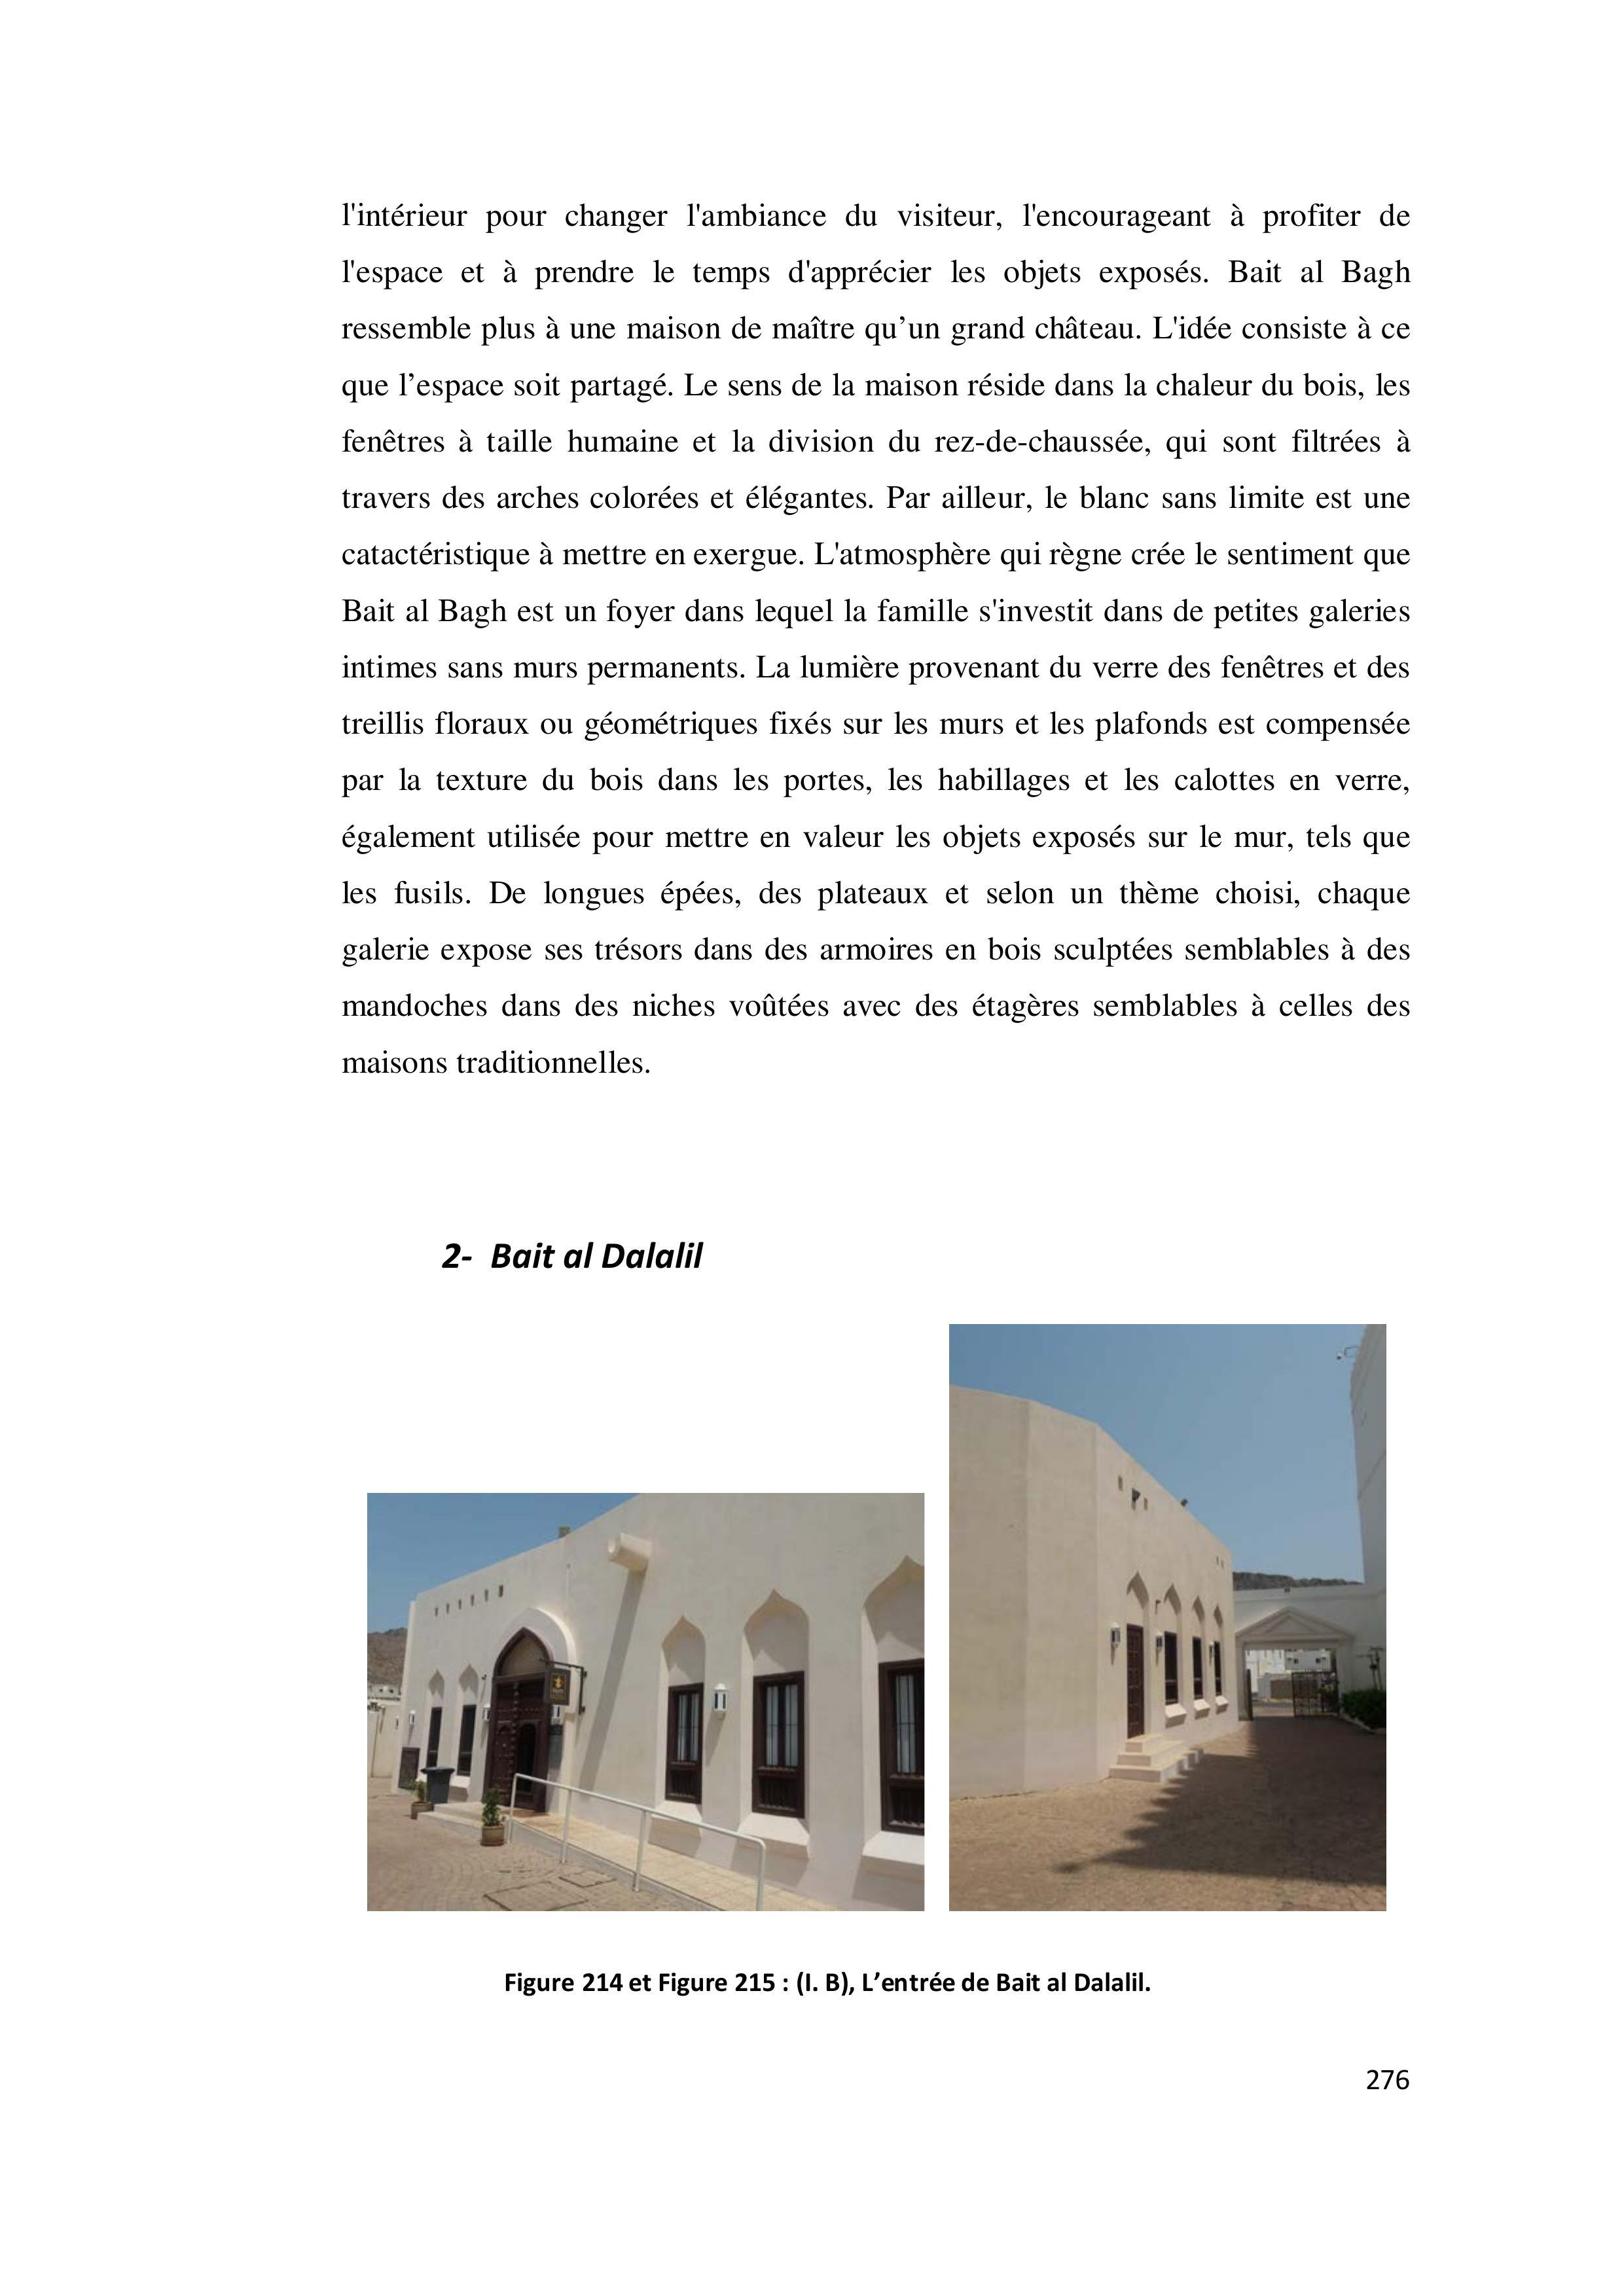 l'intérieur pour changer l'ambiance du visiteur, l'encourageant à profiter de
l'espace et à prendre le temps d'apprécier les objets exposés. Bait al Bagh
ressemble plus à une maison de maître qu’un grand château. L'idée consiste à ce
que l’espace soit partagé. Le sens de la maison réside dans la chaleur du bois, les
fenêtres à taille humaine et la division du rez-de-chaussée, qui sont filtrées à
travers des arches colorées et élégantes. Par ailleur, le blanc sans limite est une
catactéristique à mettre en exergue. L'atmosphère qui règne crée le sentiment que
Bait al Bagh est un foyer dans lequel la famille s'investit dans de petites galeries
intimes sans murs permanents. La lumière provenant du verre des fenêtres et des
treillis floraux ou géométriques fixés sur les murs et les plafonds est compensée
par la texture du bois dans les portes, les habillages et les calottes en verre,
également utilisée pour mettre en valeur les objets exposés sur le mur, tels que
les fusils. De longues épées, des plateaux et selon un thème choisi, chaque
galerie expose ses trésors dans des armoires en bois sculptées semblables à des
mandoches dans des niches voûtées avec des étagères semblables à celles des
maisons traditionnelles.
2- Bait al Dalalil
Figure 214 et Figure 215 : (I. B), L’entrée de Bait al Dalalil.
276